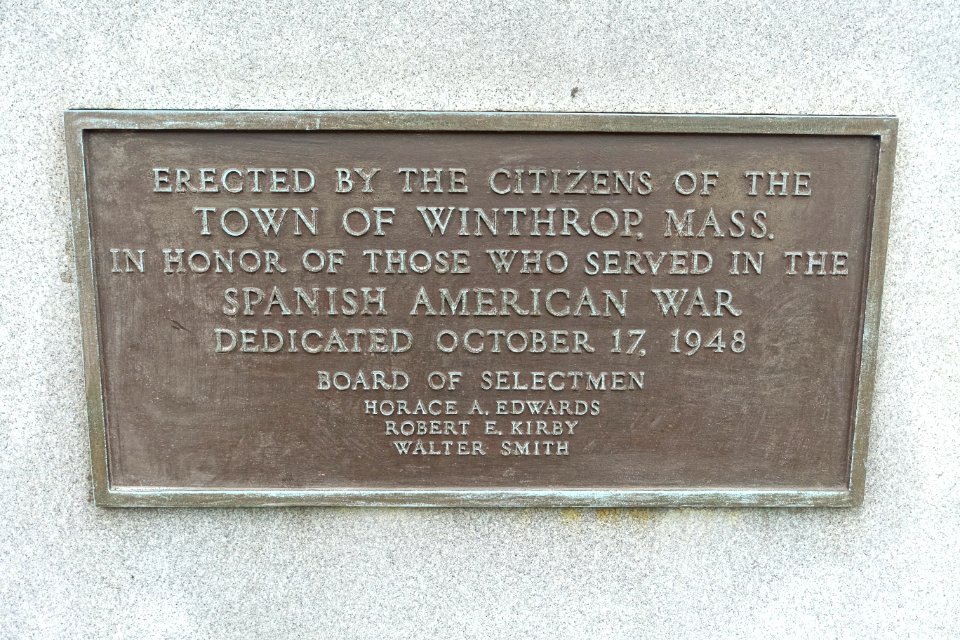 ERECTED BY THE CITIZENS OF THE
TOWN OF WINTHROP, MASS.
IN HONOR OF THOSE WHO SERVED IN THE
SPANISH AMERICAN WAR
DEDICATED OCTOBER 17, 1948
BOARD OF SELECTMEN
HORACE A. EDWARDS
ROBERT E. KIRBY
WALTER SMITH